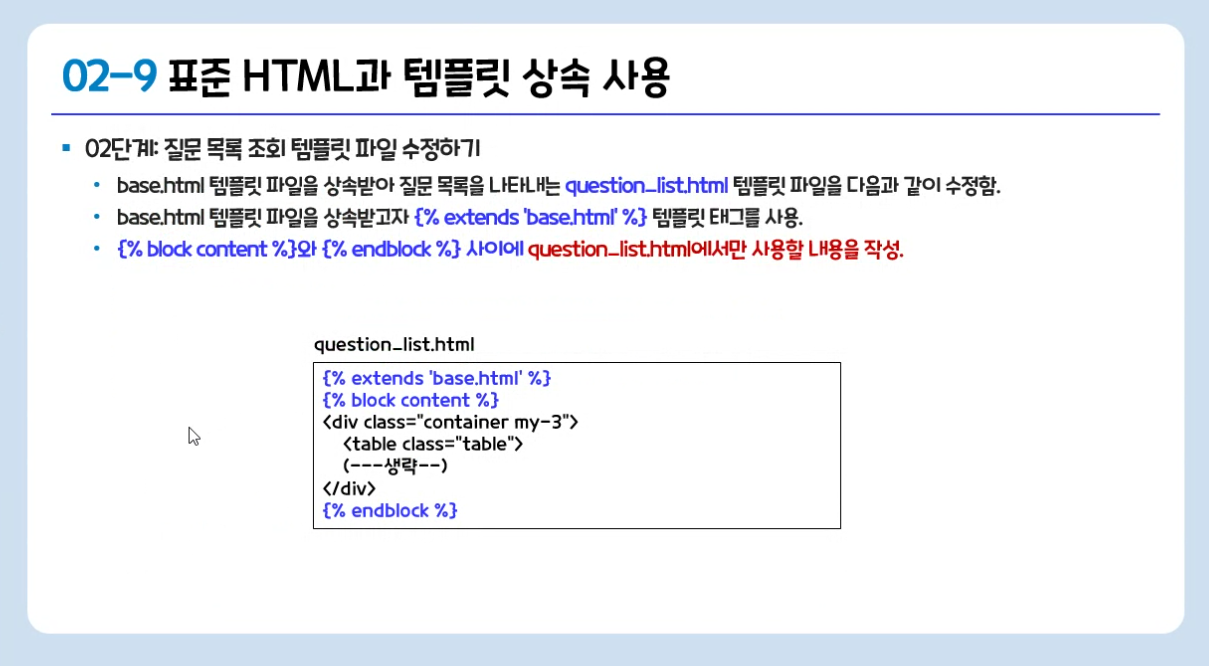 02-9 표준 HTML과 템플릿 상속 사용
02단계: 질문 목록 조회 템플릿 파일 수정하기
base.html 템플릿 파일을 상속받아 질문 목록을 나타내는 question_list.html 템플릿 파일을 다음과 같이 수정함.
base.html 템플릿 파일을 상속받고자 {% extends 'base.html' %} 템플릿 태그를 사용.
{% block content %}와 {% endblock %} 사이에 question_list.html에서만 사용할 내용을 작성.
question_list.html
{% extends 'base.html' %}
{% block content %}
<div class="container my-3">
<table class="table">
(---생략--)
</div>
{% endblock %}